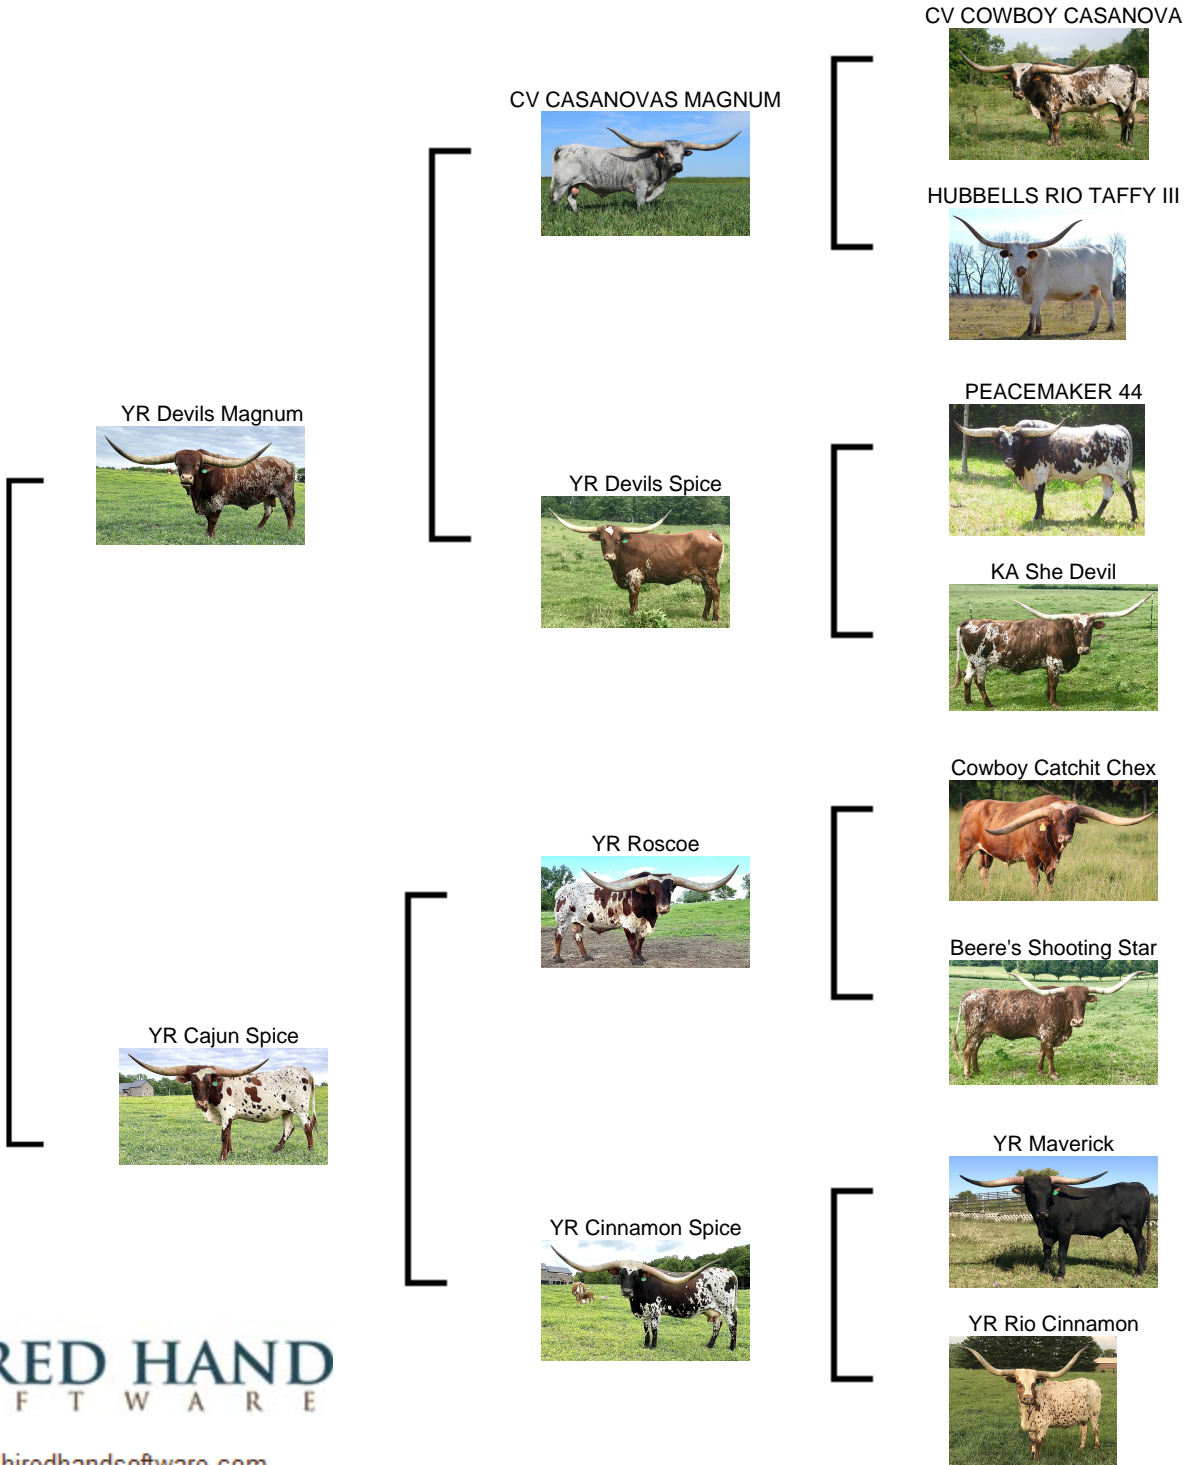 CV COWBOY CASANOVA
CV CASANOVAS MAGNUM
HUBBELLS RIO TAFFY III
PEACEMAKER 44
YR Devils Magnum
YR Devils Spice
KA She Devil
Cowboy Catchit Chex
YR Roscoe
Beere's Shooting Star
YR Cajun Spice
YR Maverick
YR Cinnamon Spice
YR Rio Cinnamon
RED HAND
F T W A R E
hiredhandsoftware.com